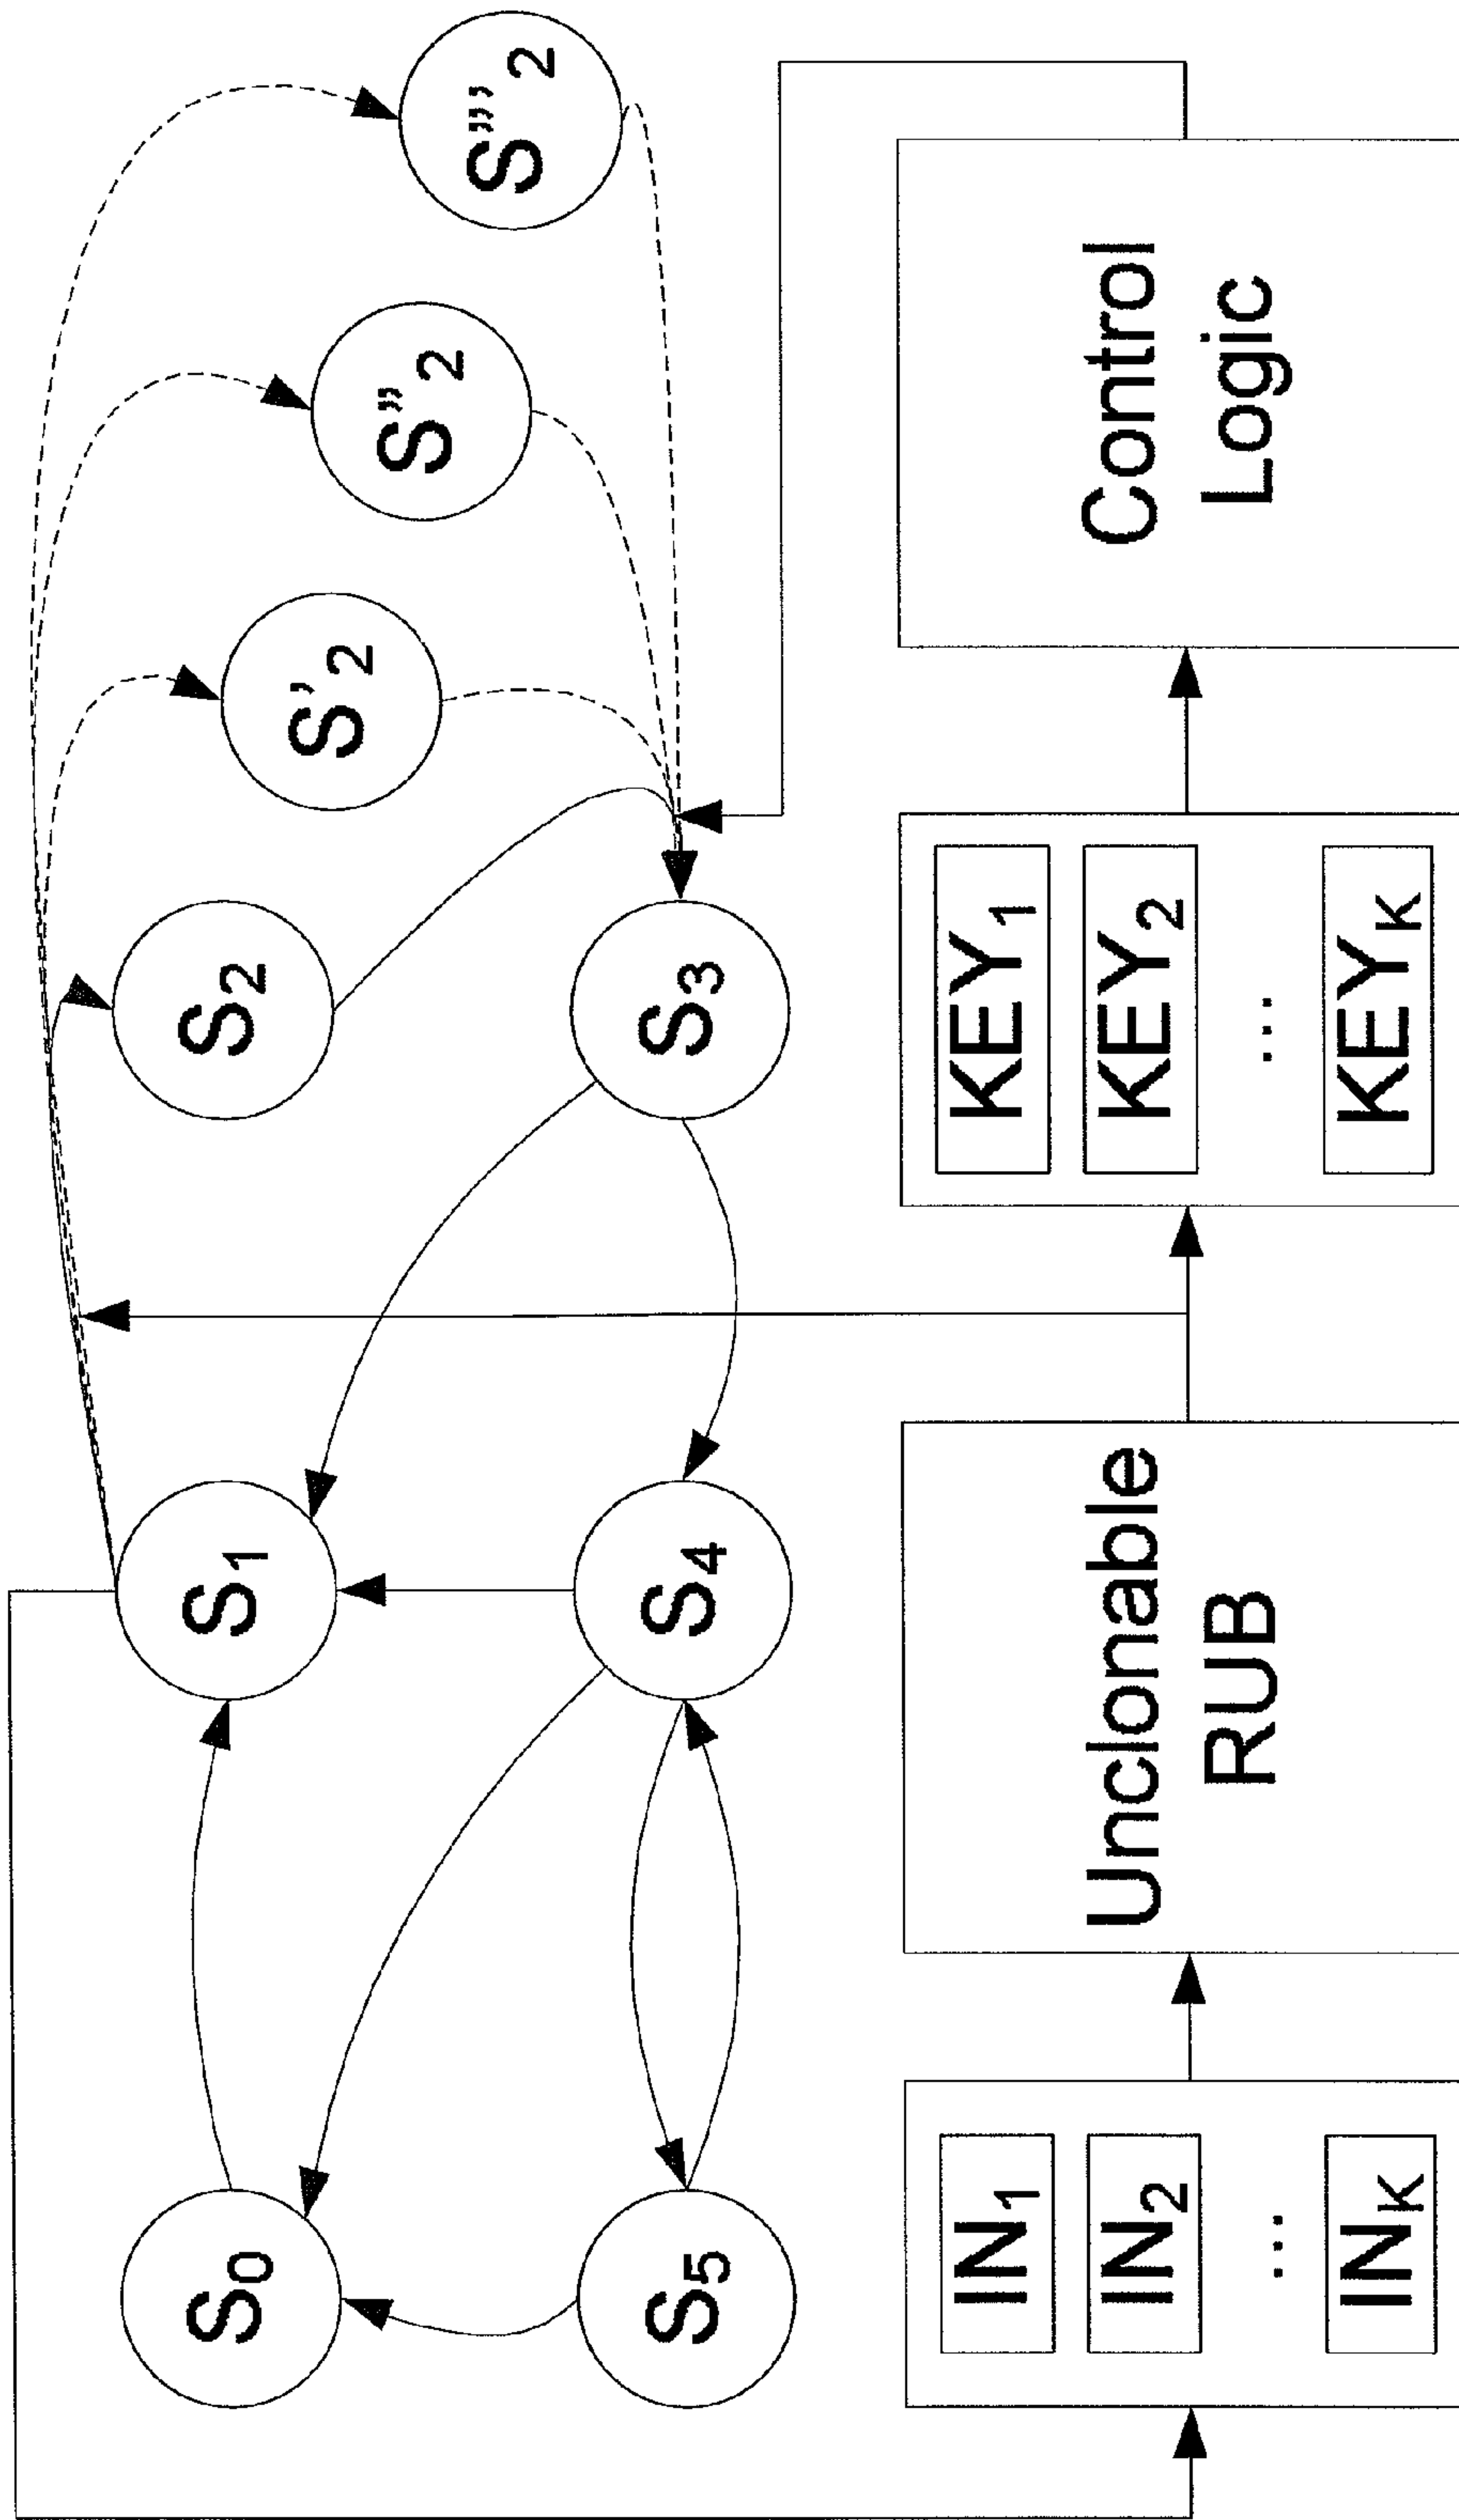 S0
S1
S2
S'2
S''2
S'''2
S5
S4
S3
IN1
IN2
...
INK
Unclonable
RUB
KEY1
KEY2
...
KEYK
Control
Logic